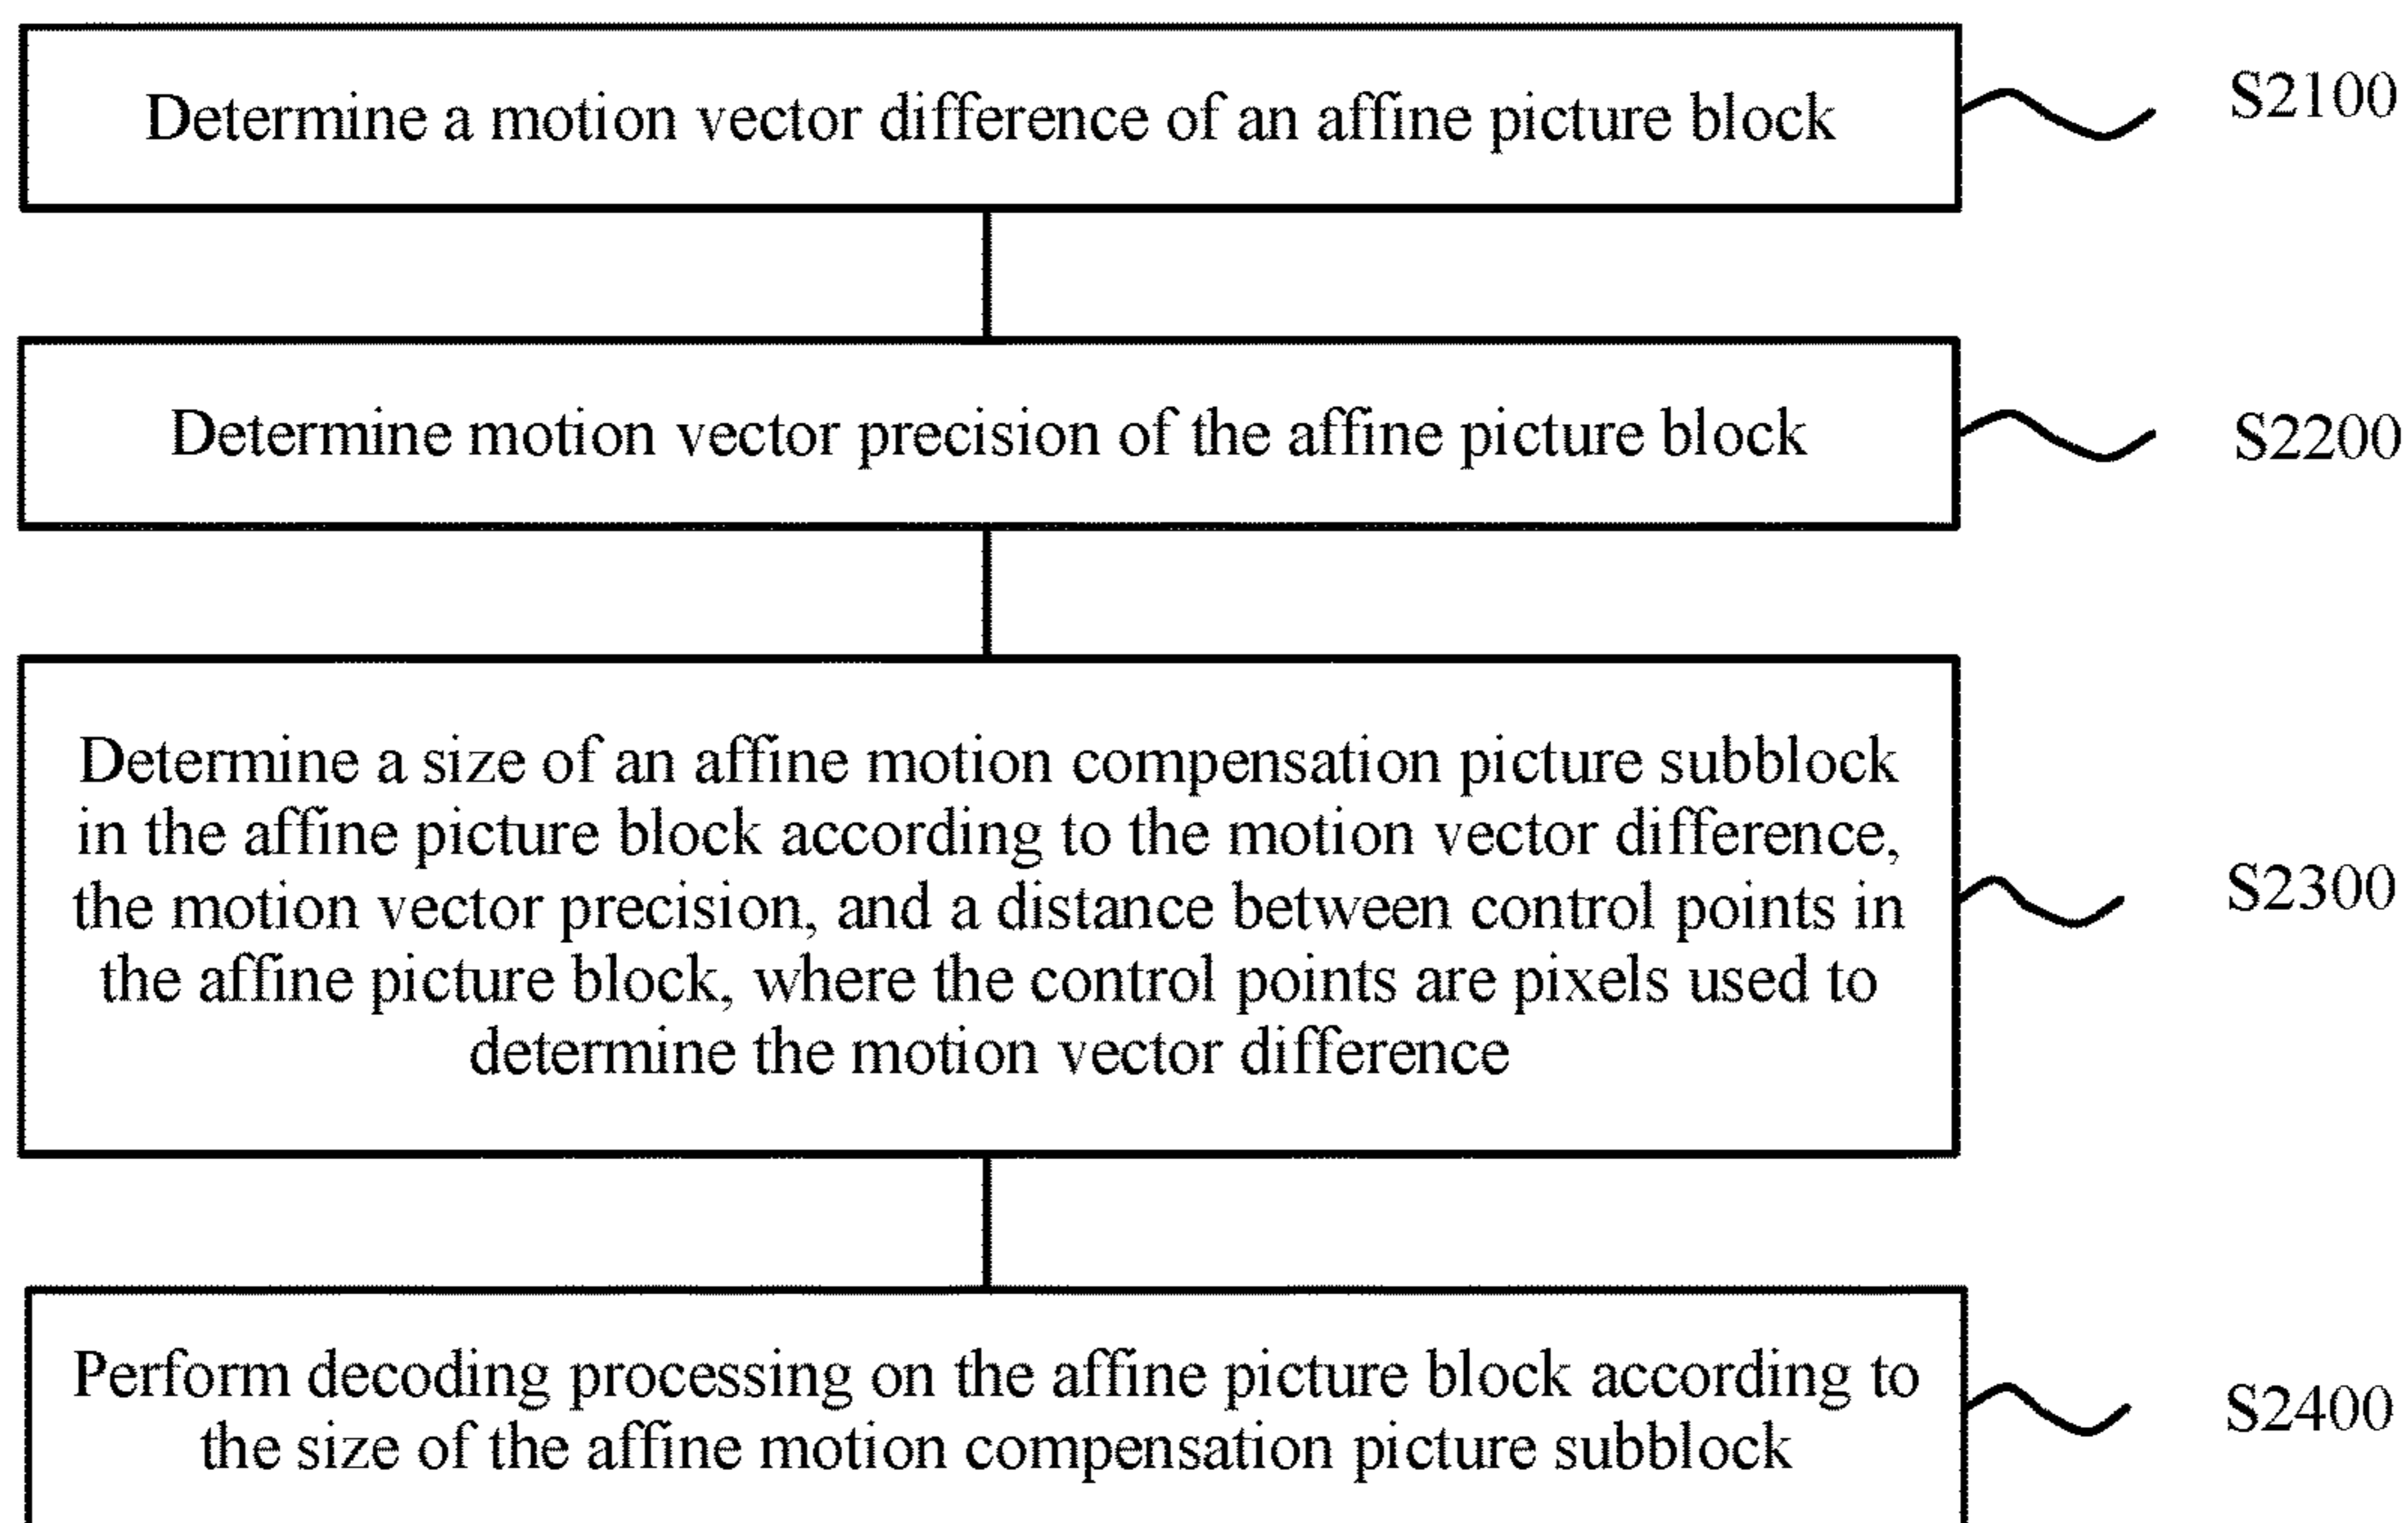 Determine a motion vector difference of an affine picture block
S2100
Determine motion vector precision of the affine picture block
S2200
Determine a size of an affine motion compensation picture subblock
in the affine picture block according to the motion vector difference,
the motion vector precision, and a distance between control points in
the affine picture block, where the control points are pixels used to
determine the motion vector difference
S2300
Perform decoding processing on the affine picture block according to
the size of the affine motion compensation picture subblock
S2400